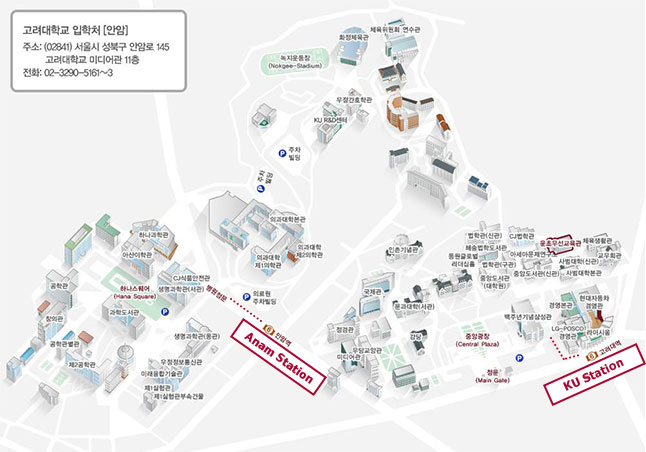 고려대학교 입학처 [안암]
주소: (02841) 서울시 성북구 안암로 145
고려대학교 미디어관 11층
전화: 02-3290-5161~3
화정체육관
체육위원회 연수관
녹지운동장
(Nokgee-Stadium)
우정간호학관
KU R&D센터
P
주차
빌딩
주차
빌딩
P
의과대학본관
의과대학
제2의학관
의과대학
제1의학관
하나과학관
아산이학관
CJ식품안전관
생명과학관(서관)
하나스퀘어
(Hana Square)
공학관
창의관
과학도서관
P
공학관별관
제2공학관
생명과학관(동관)
우정정보통신관
미래융합기술관
제1실험관
제1실험관부속건물
병원정문
P
의료원
주차빌딩
안암역
Anam Station
민촌기념관
국제관
문과대학(서관)
정경관
우당교양관
미디어관
강당
법학관(신관)
CJ법학관
운초우선교육관
체육생활관
해송법학도서관
동원글로벌
리더십홀
법학관(구관)
아세아문제연구소
사범대학(신관)
교우회관
중앙도서관(신관)
사범대학본관
중앙도서관
(대학원)
중앙광장
(Central Plaza)
백주년기념삼성관
경영본관
현대자동차
경영관
LG-POSCO
경영관
라이시움
P
정문
(Main Gate)
고려대역
KU Station